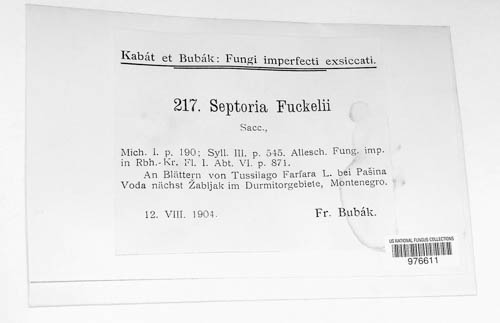 Kabát et Bubák: Fungi imperfecti exsiccati.
217. Septoria Fuckelii
Sacc.,
Mich. I. p. 190; Syll. III. p. 545. Allesch. Fung. imp.
in Rbh.-Kr. Fl. I. Abt. VI. p. 871.
An Blättern von Tussilago Farfara L. bei Pašina
Voda nächst Žabljak im Durmitorgebiete, Montenegro.
12. VIII. 1904. Fr. Bubák.
US NATIONAL FUNGUS COLLECTIONS
976611